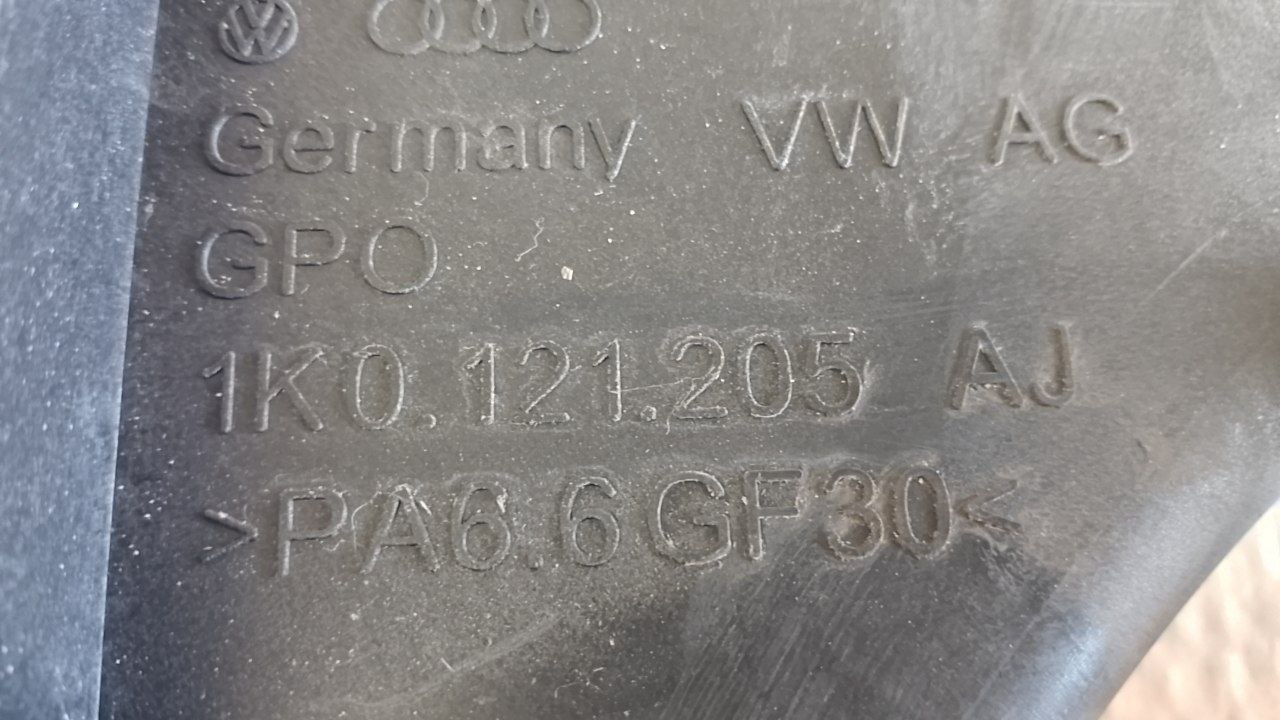 Germany VW AG
GPO
1K0.121.205 AJ
>PA6.6GF30<